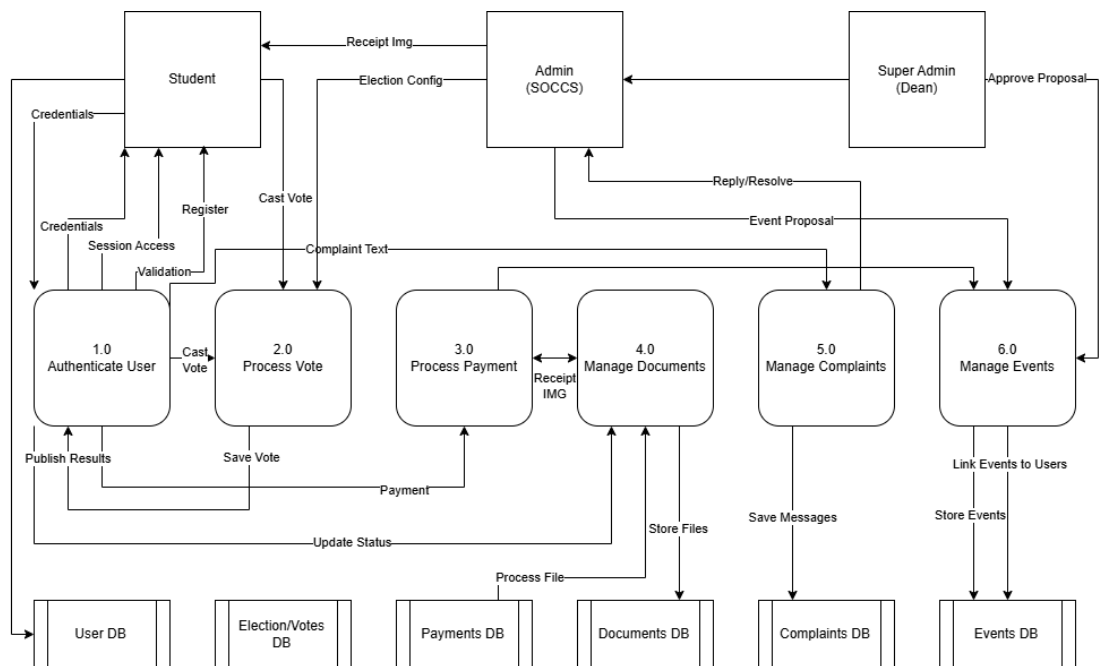 Receipt Img
Student
Admin
(SOCCS)
Super Admin
(Dean)
Election Config
Approve Proposal
Credentials
Reply/Resolve
Cast Vote
Register
Event Proposal
Credentials
Session Access
Complaint Text
Validation
1.0
Authenticate User
Cast
Vote
2.0
Process Vote
3.0
Process Payment
Receipt
IMG
4.0
Manage Documents
5.0
Manage Complaints
6.0
Manage Events
Publish Results
Save Vote
Link Events to Users
Payment
Save Messages
Store Events
Store Files
Update Status
Process File
User DB
Election/Votes
DB
Payments DB
Documents DB
Complaints DB
Events DB